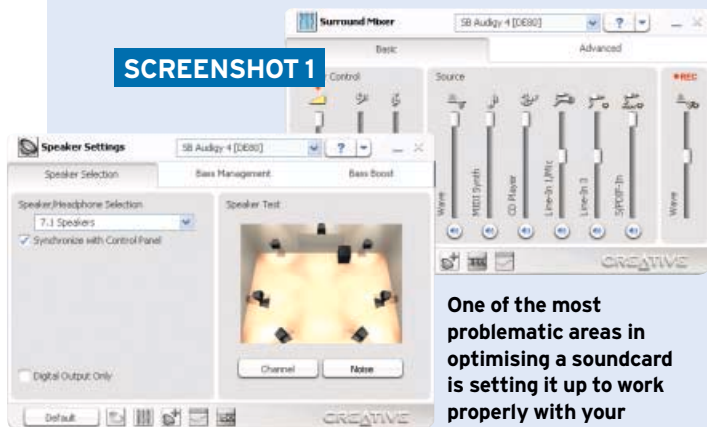 SCREENSHOT 1
Surround Mixer
SB Audigy 4 [DE80]
?
Basic
Advanced
Control
Source
REC
Wave
MIDI Synth
CD Player
Line-In 1/Mic
Line-In 3
S/PDIF-In
Wave
CREATIVE
Speaker Settings
SB Audigy 4 [DE80]
?
Speaker Selection
Bass Management
Bass Boost
Speaker/Headphone Selection
7.1 Speakers
Synchronize with Control Panel
Digital Output Only
Speaker Test
Channel
Noise
Default
CREATIVE
One of the most
problematic areas in
optimising a soundcard
is setting it up to work
properly with your